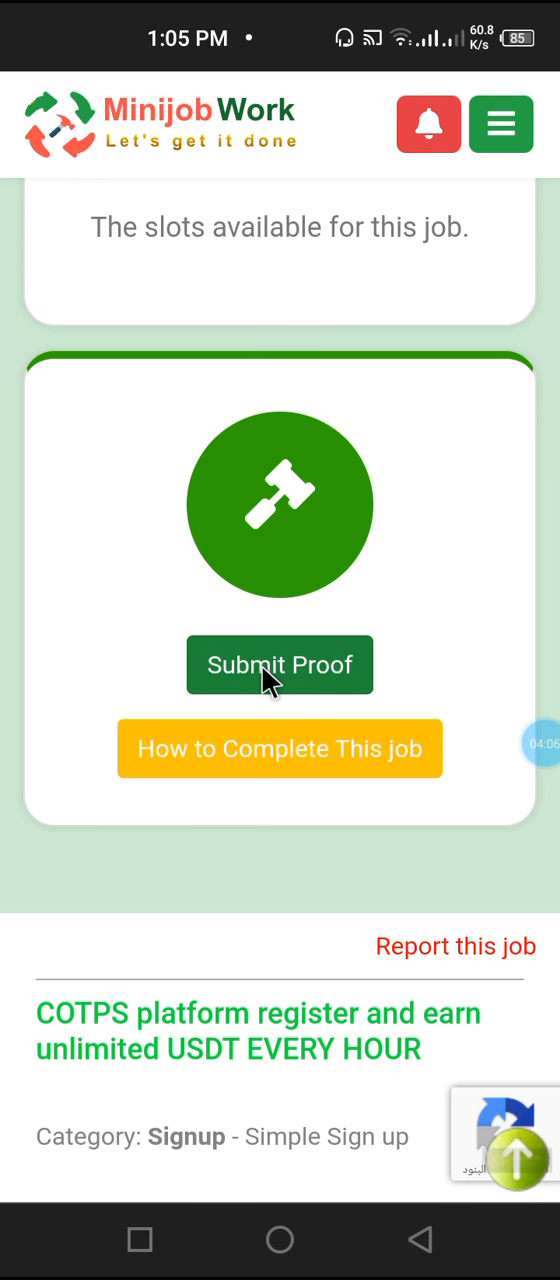 1:05 PM
60.8
K/s
85
Minijob Work
Let's get it done
The slots available for this job.
Submit Proof
How to Complete This job
04:06
Report this job
COTPS platform register and earn
unlimited USDT EVERY HOUR
Category: Signup - Simple Sign up
البنود